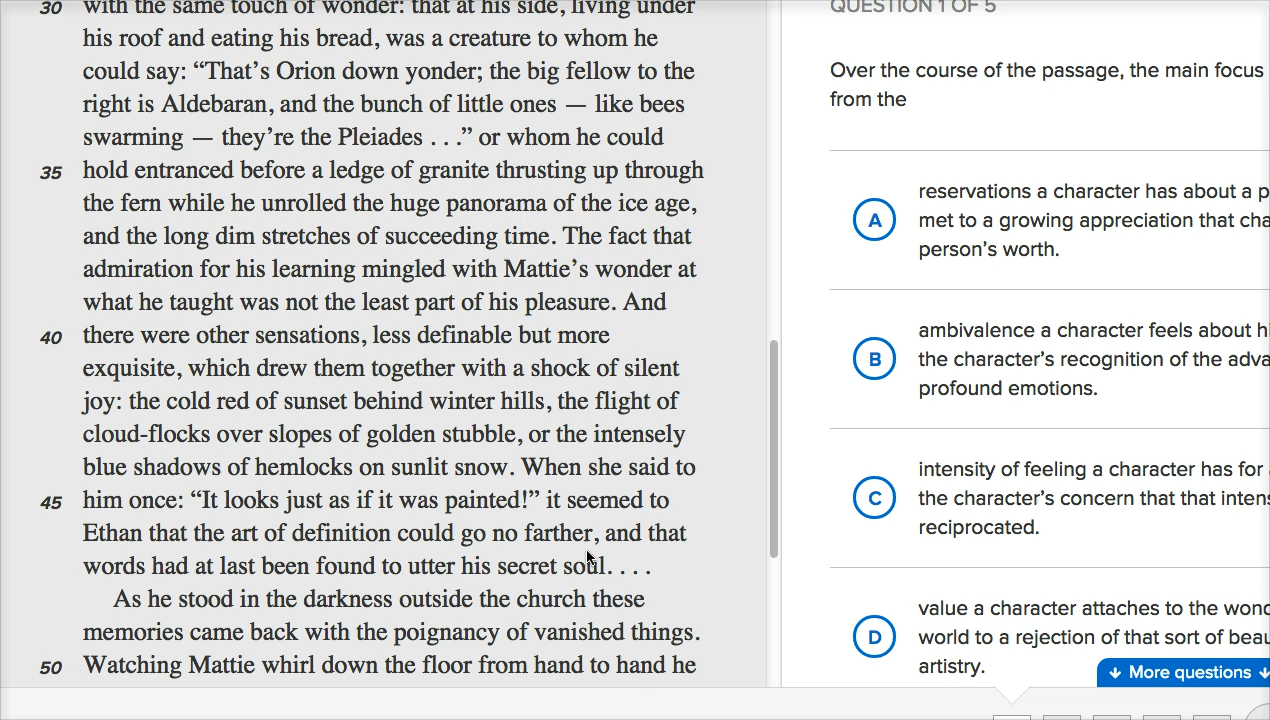 30 with the same touch of wonder: that at his side, living under
his roof and eating his bread, was a creature to whom he
could say: “That’s Orion down yonder; the big fellow to the
right is Aldebaran, and the bunch of little ones — like bees
swarming — they’re the Pleiades . . .” or whom he could
35 hold entranced before a ledge of granite thrusting up through
the fern while he unrolled the huge panorama of the ice age,
and the long dim stretches of succeeding time. The fact that
admiration for his learning mingled with Mattie’s wonder at
what he taught was not the least part of his pleasure. And
40 there were other sensations, less definable but more
exquisite, which drew them together with a shock of silent
joy: the cold red of sunset behind winter hills, the flight of
cloud-flocks over slopes of golden stubble, or the intensely
blue shadows of hemlocks on sunlit snow. When she said to
45 him once: “It looks just as if it was painted!” it seemed to
Ethan that the art of definition could go no farther, and that
words had at last been found to utter his secret soul. . . .
As he stood in the darkness outside the church these
memories came back with the poignancy of vanished things.
50 Watching Mattie whirl down the floor from hand to hand he
QUESTION 1 OF 5
Over the course of the passage, the main focus
from the
A
reservations a character has about a p
met to a growing appreciation that cha
person’s worth.
B
ambivalence a character feels about hi
the character’s recognition of the adva
profound emotions.
C
intensity of feeling a character has for
the character’s concern that that intens
reciprocated.
D
value a character attaches to the wond
world to a rejection of that sort of beau
artistry.
More questions